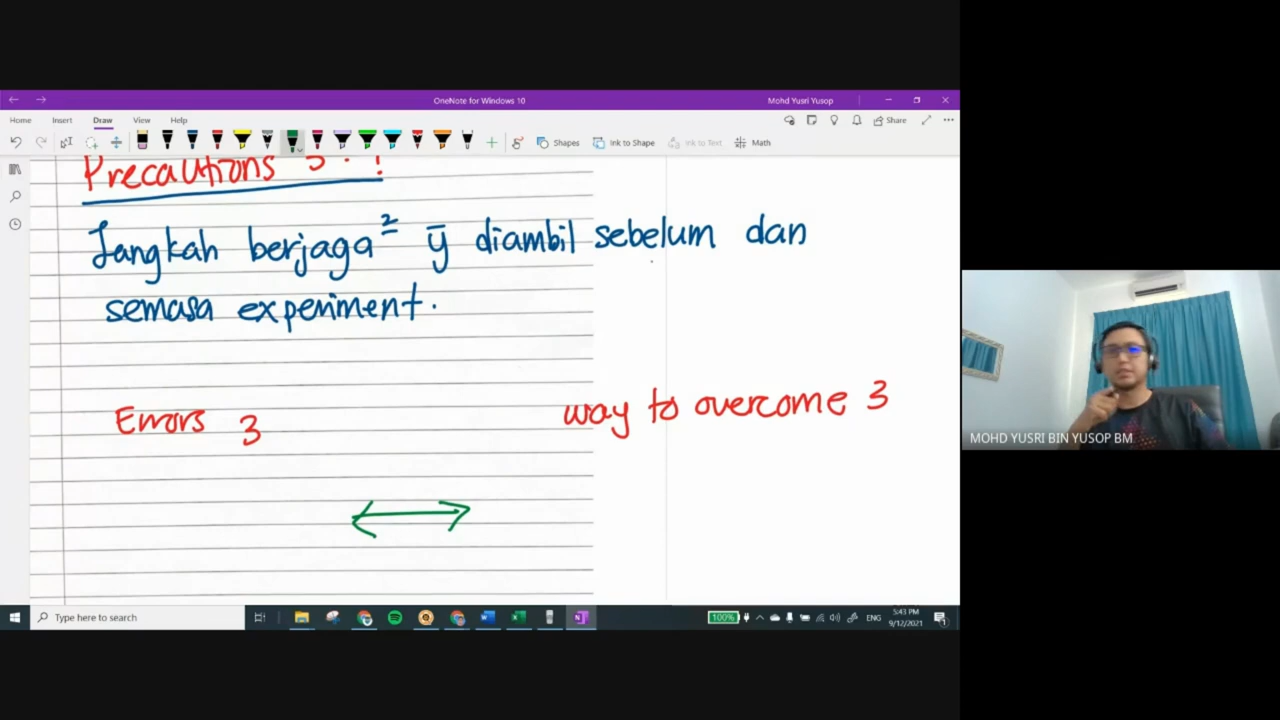 OneNote for Windows 10
Mohd Yusri Yusop
Home Insert Draw View Help
Share
Shapes Ink to Shape Ink to Text Math
Precautions 3 : !
Langkah berjaga² ȳ diambil sebelum dan
semasa experiment.
Errors 3
way to overcome 3
MOHD YUSRI BIN YUSOP BM
Type here to search
100%
ENG
5:43 PM
9/12/2021